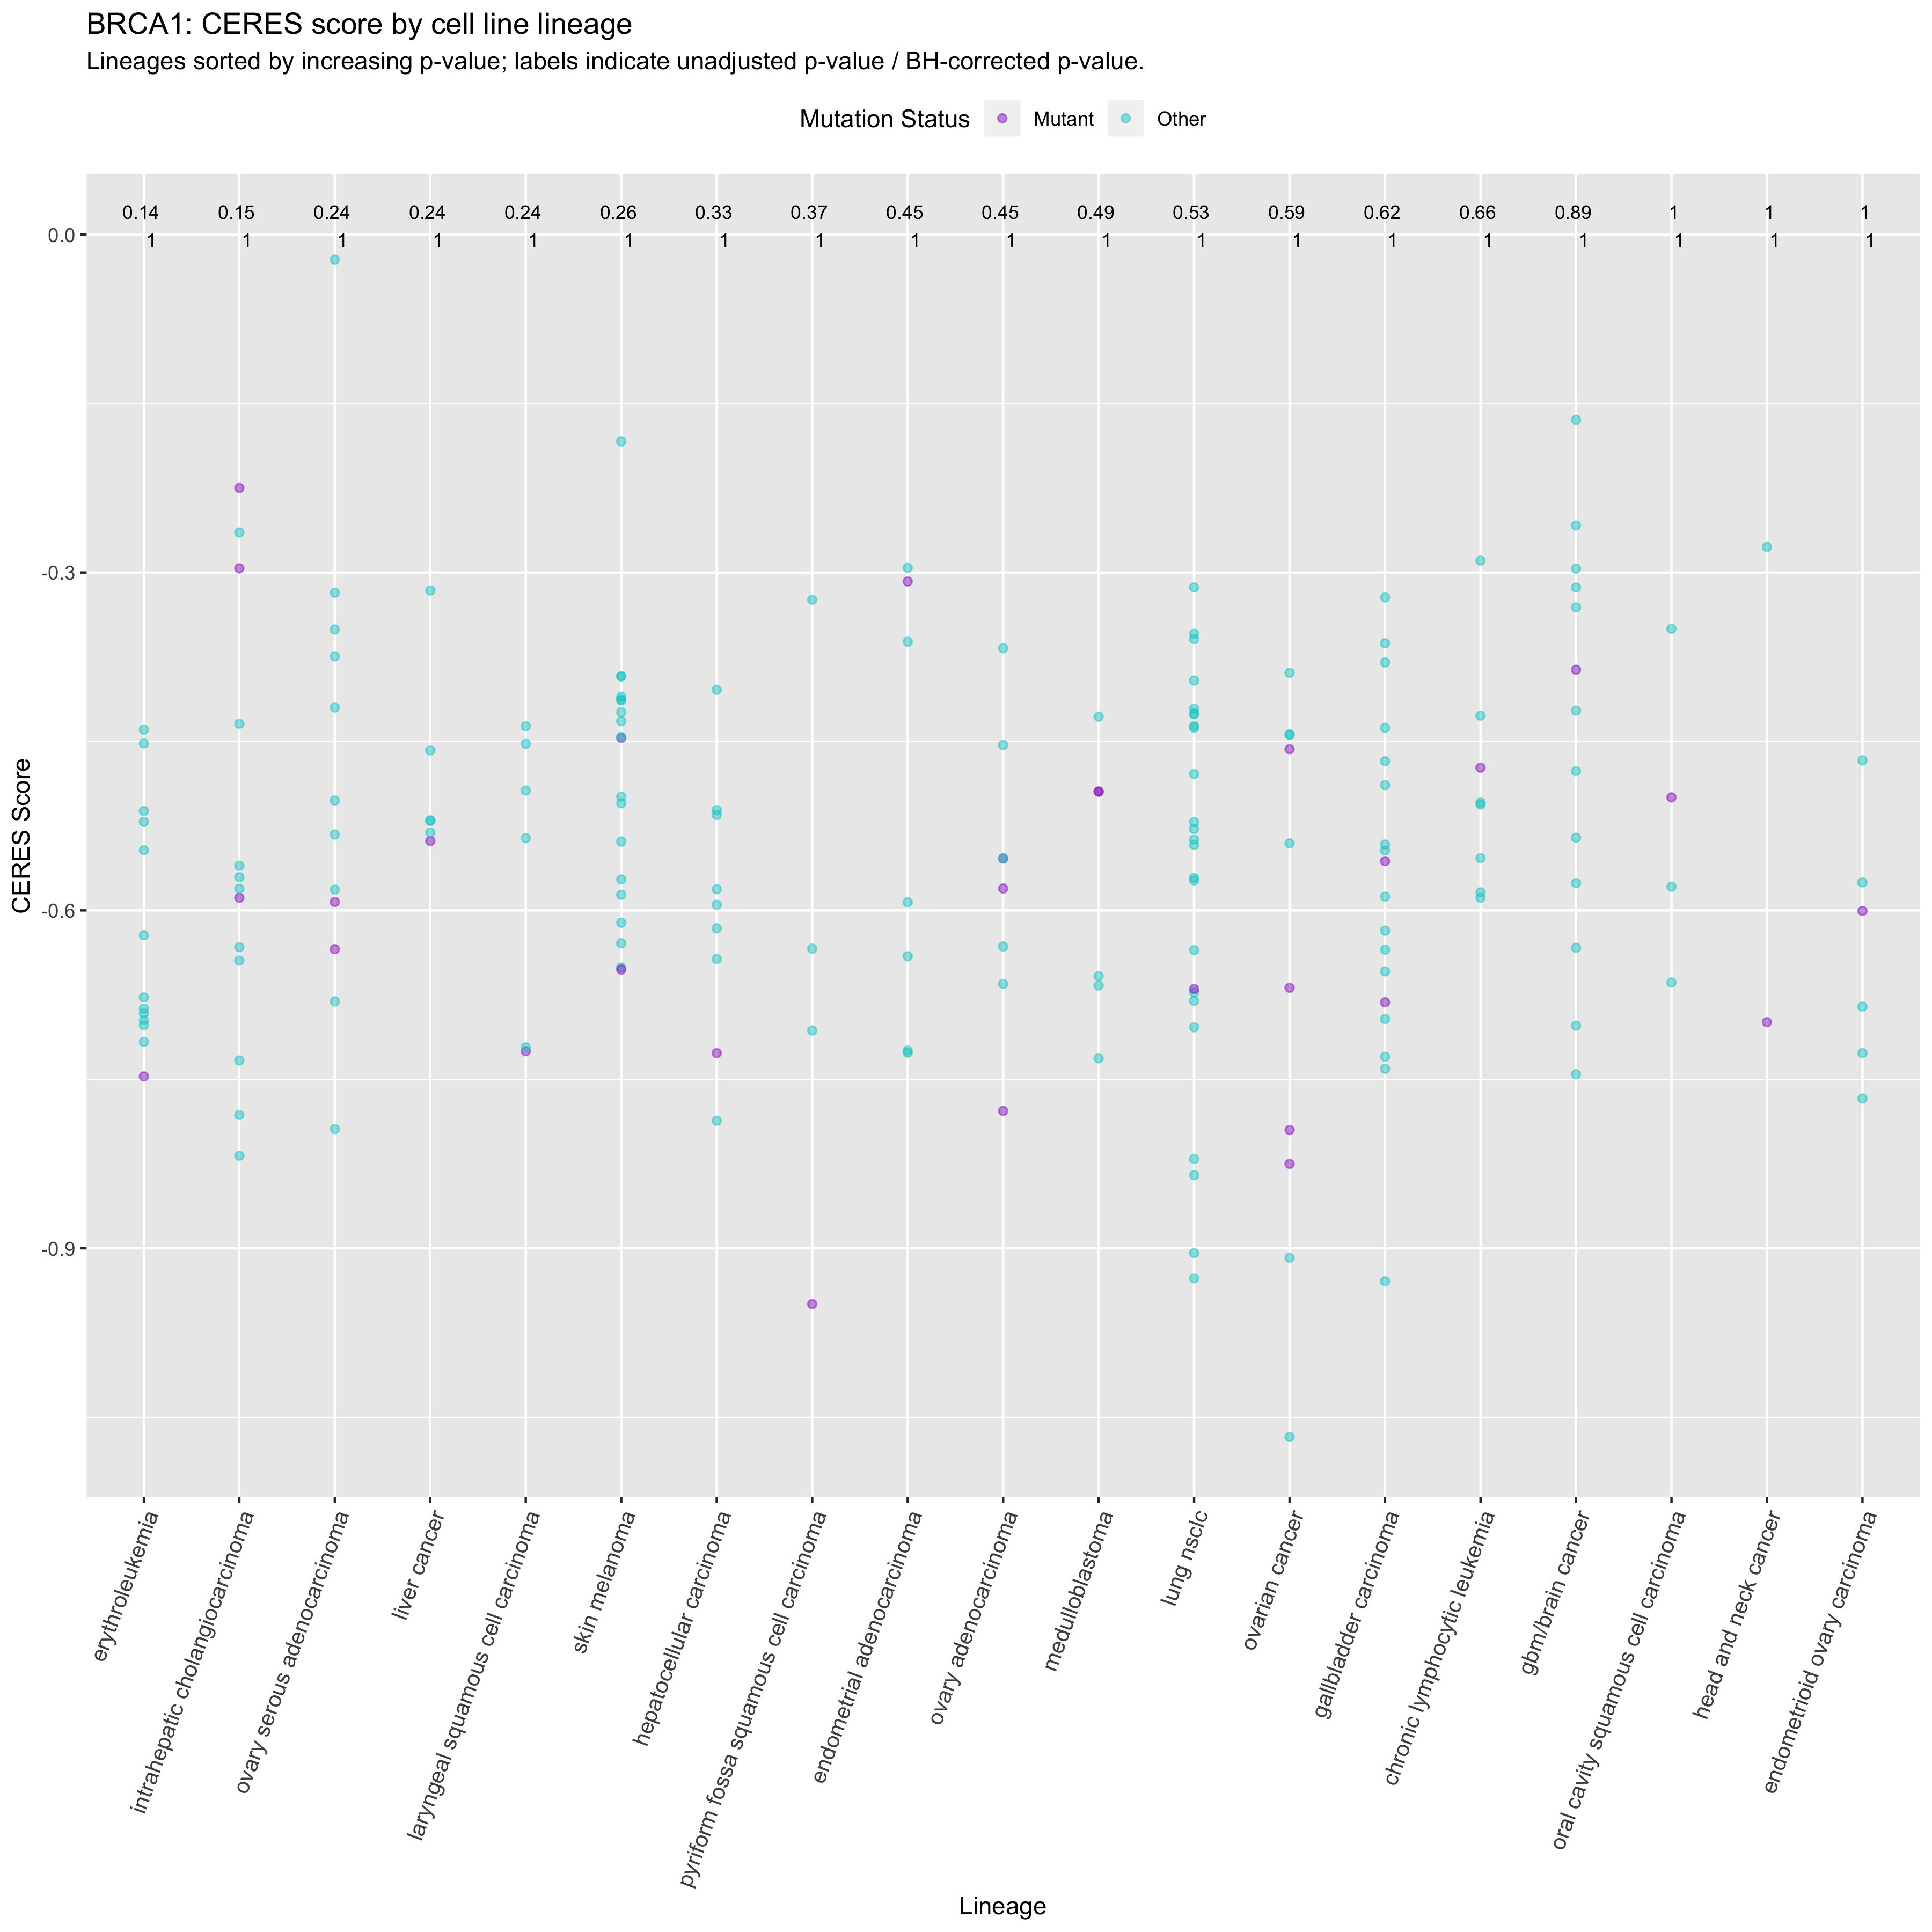 BRCA1: CERES score by cell line lineage
Lineages sorted by increasing p-value; labels indicate unadjusted p-value / BH-corrected p-value.
Mutation Status Mutant Other
0.14 0.15 0.24 0.24 0.24 0.26 0.33 0.37 0.45 0.45 0.49 0.53 0.59 0.62 0.66 0.89 1 1 1
1 1 1 1 1 1 1 1 1 1 1 1 1 1 1 1 1 1 1
0.0
-0.3
-0.6
-0.9
CERES Score
erythroleukemia
intrahepatic cholangiocarcinoma
ovary serous adenocarcinoma
liver cancer
laryngeal squamous cell carcinoma
skin melanoma
hepatocellular carcinoma
pyriform fossa squamous cell carcinoma
endometrial adenocarcinoma
ovary adenocarcinoma
medulloblastoma
lung nsclc
ovarian cancer
gallbladder carcinoma
chronic lymphocytic leukemia
gbm/brain cancer
oral cavity squamous cell carcinoma
head and neck cancer
endometrioid ovary carcinoma
Lineage